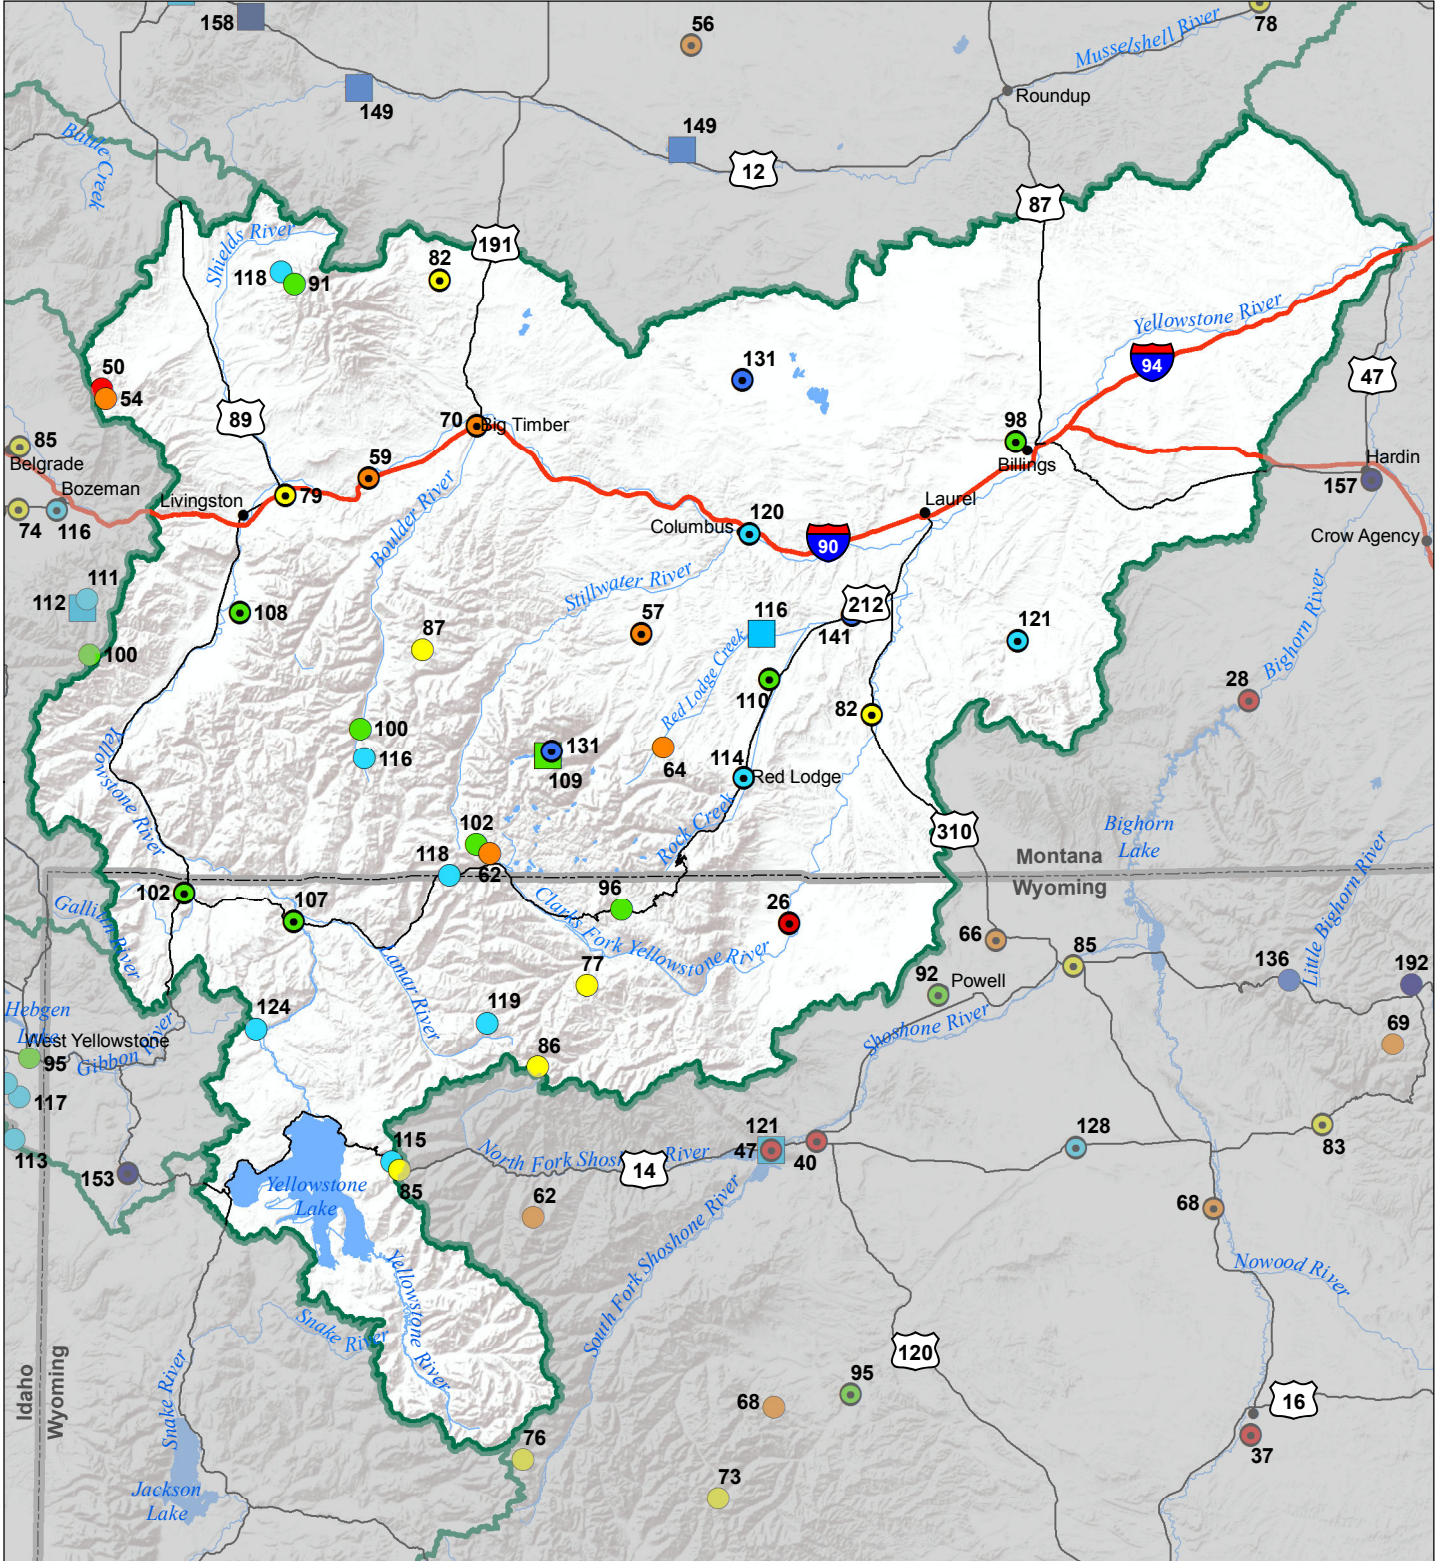 158
56
78
Musselshell River
149
Roundup
149
Battle Creek
12
87
Shields River
191
118
91
82
Yellowstone River
94
47
50
54
131
89
70
Big Timber
98
Billings
85
Belgrade
Hardin
59
157
Bozeman
Livingston
79
Laurel
74
116
Columbus
120
90
Crow Agency
Boulder River
Stillwater River
111
112
108
57
116
212
141
121
87
Bighorn River
100
Red Lodge Creek
28
110
82
100
131
64
116
109
114
Red Lodge
Yellowstone River
Rock Creek
102
310
Bighorn
Lake
118
62
Montana
Wyoming
Little Bighorn River
102
107
96
26
Gallitin River
Clarks Fork Yellowstone River
66
85
136
192
Lamar River
77
92
Powell
Hebgen
Lake
124
119
Shoshone River
69
West Yellowstone
95
Gibbon River
86
117
113
115
121
47
40
128
83
North Fork Shoshone River
14
153
85
Yellowstone
Lake
62
68
South Fork Shoshone River
Yellowstone River
Nowood River
Snake River
Idaho
Wyoming
Snake River
120
95
68
16
37
76
73
Jackson
Lake